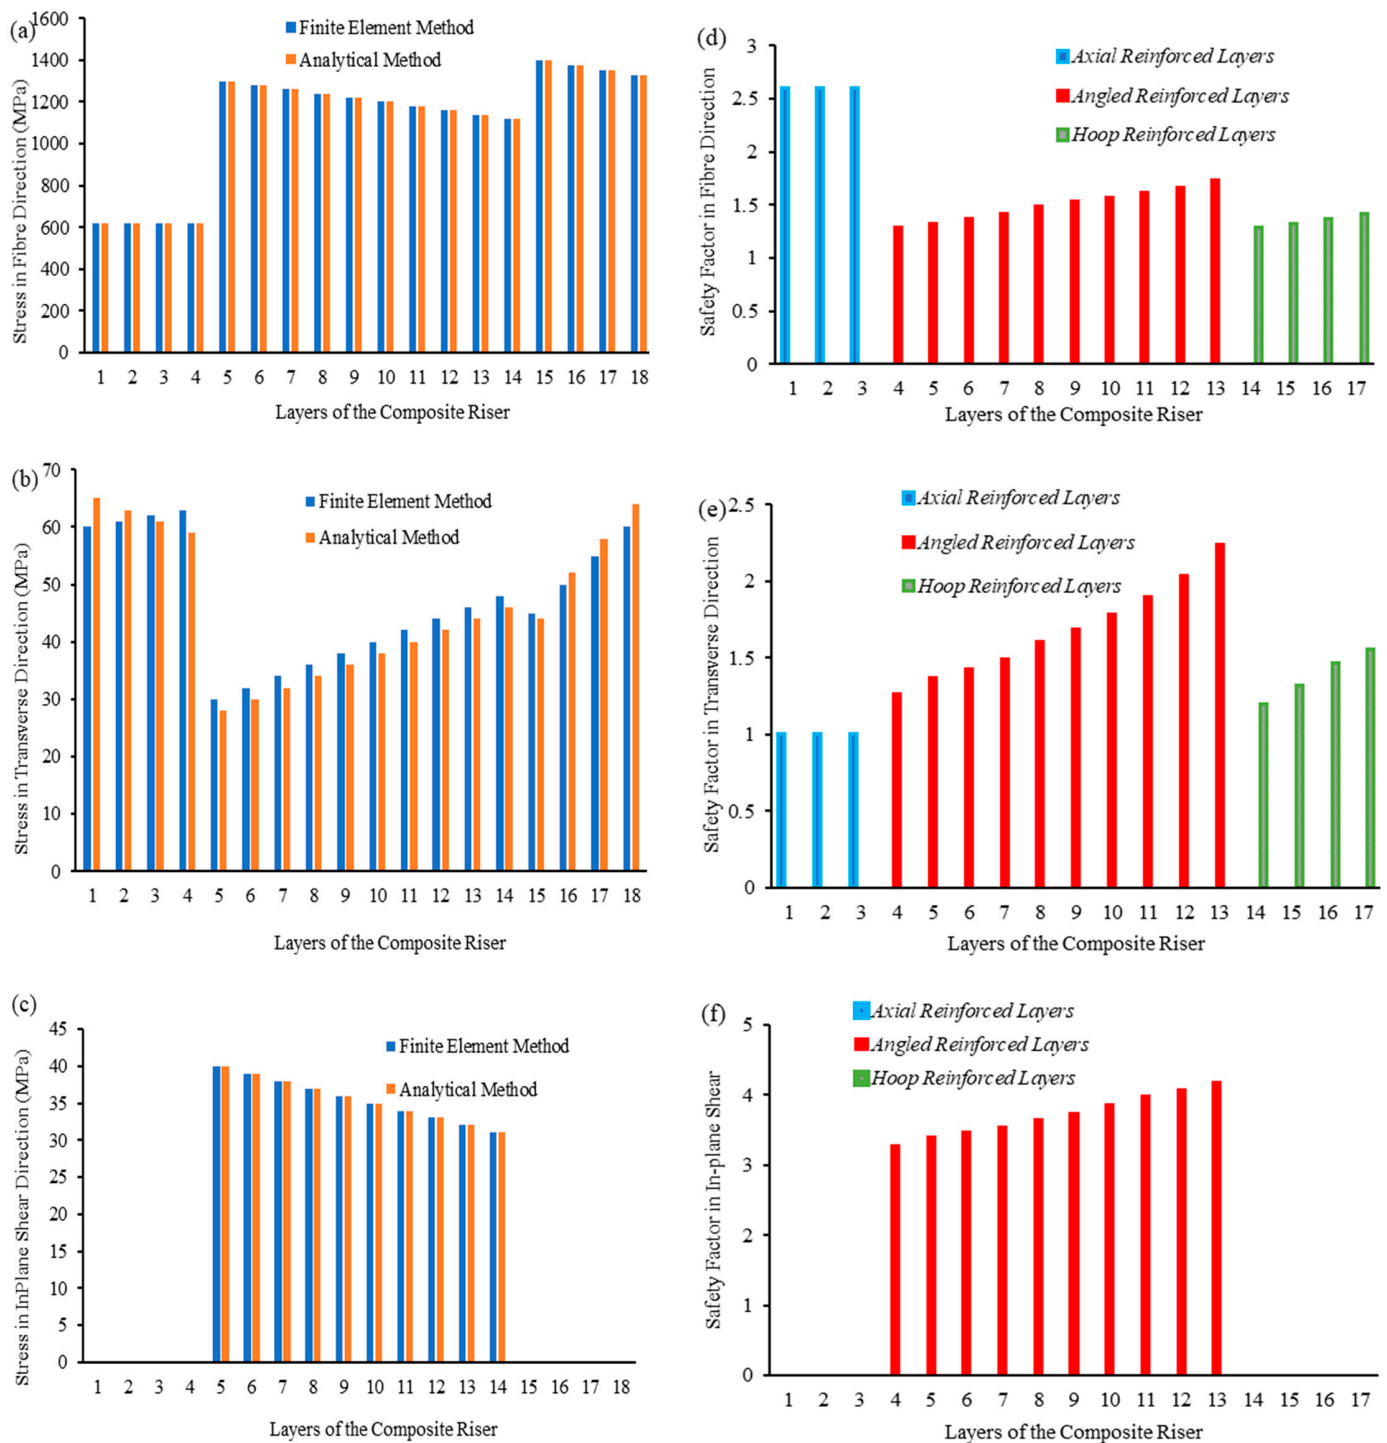 (a)
Finite Element Method
Analytical Method
Stress in Fibre Direction (MPa)
1600
1400
1200
1000
800
600
400
200
0
1 2 3 4 5 6 7 8 9 10 11 12 13 14 15 16 17 18
Layers of the Composite Riser
(d)
Axial Reinforced Layers
Angled Reinforced Layers
Hoop Reinforced Layers
Safety Factor in Fibre Direction
3
2.5
2
1.5
1
0.5
0
1 2 3 4 5 6 7 8 9 10 11 12 13 14 15 16 17
Layers of the Composite Riser
(b)
Finite Element Method
Analytical Method
Stress in Transverse Direction (MPa)
70
60
50
40
30
20
10
0
1 2 3 4 5 6 7 8 9 10 11 12 13 14 15 16 17 18
Layers of the Composite Riser
(e)
Axial Reinforced Layers
Angled Reinforced Layers
Hoop Reinforced Layers
Safety Factor in Transverse Direction
2.5
2
1.5
1
0.5
0
1 2 3 4 5 6 7 8 9 10 11 12 13 14 15 16 17
Layers of the Composite Riser
(c)
Finite Element Method
Analytical Method
Stress in InPlane Shear Direction (MPa)
45
40
35
30
25
20
15
10
5
0
1 2 3 4 5 6 7 8 9 10 11 12 13 14 15 16 17 18
Layers of the Composite Riser
(f)
Axial Reinforced Layers
Angled Reinforced Layers
Hoop Reinforced Layers
Safety Factor in In-plane Shear
5
4
3
2
1
0
1 2 3 4 5 6 7 8 9 10 11 12 13 14 15 16 17
Layers of the Composite Riser